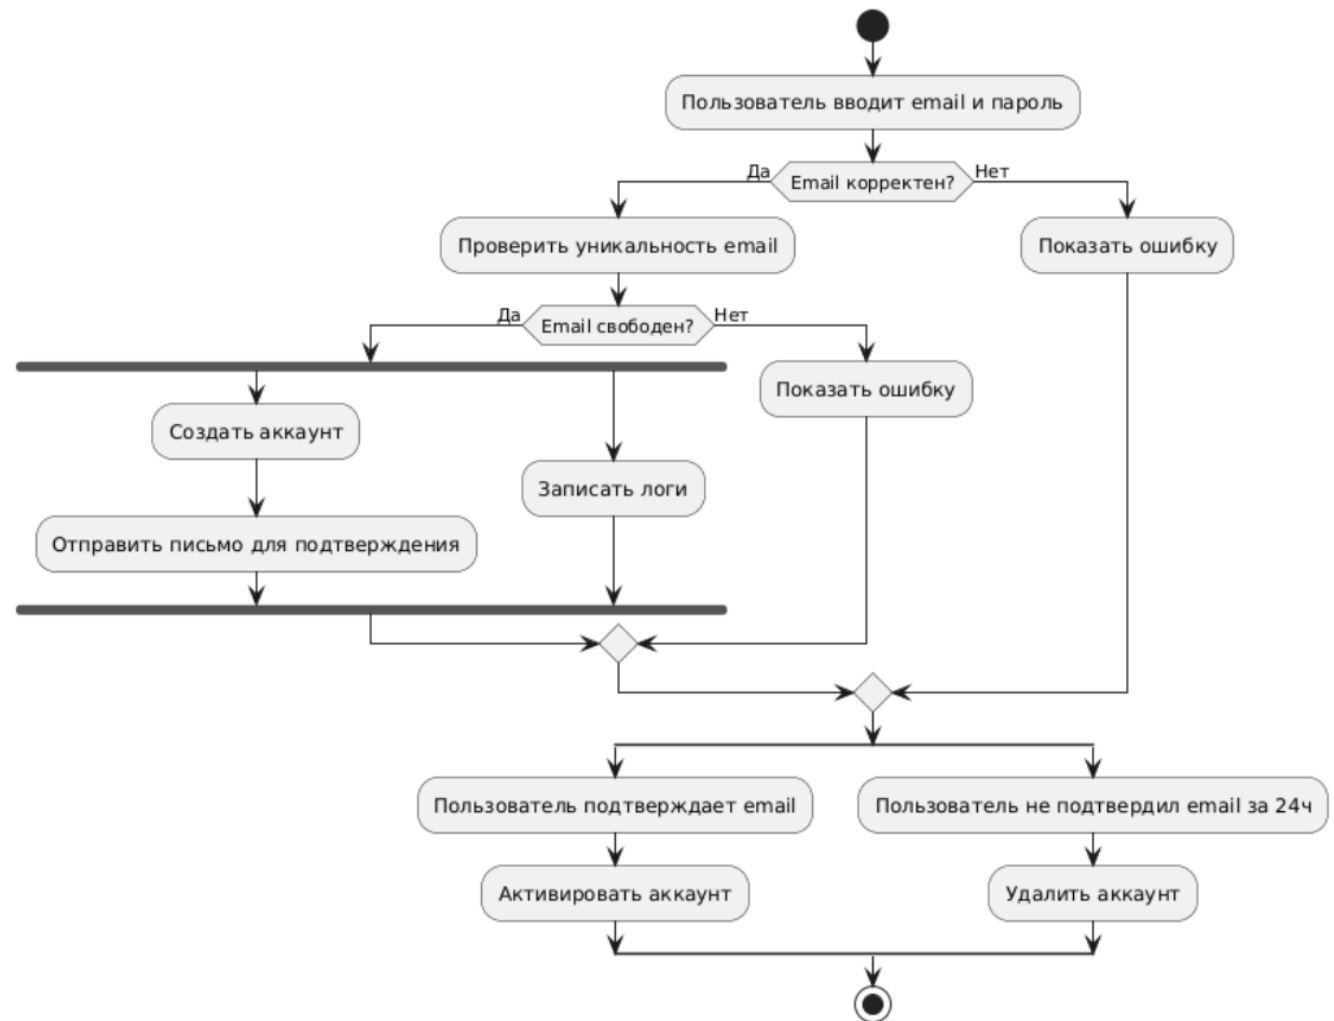 Пользователь вводит email и пароль
Да
Email корректен?
Нет
Проверить уникальность email
Показать ошибку
Да
Email свободен?
Нет
Показать ошибку
Создать аккаунт
Записать логи
Отправить письмо для подтверждения
Пользователь подтверждает email
Пользователь не подтвердил email за 24ч
Активировать аккаунт
Удалить аккаунт